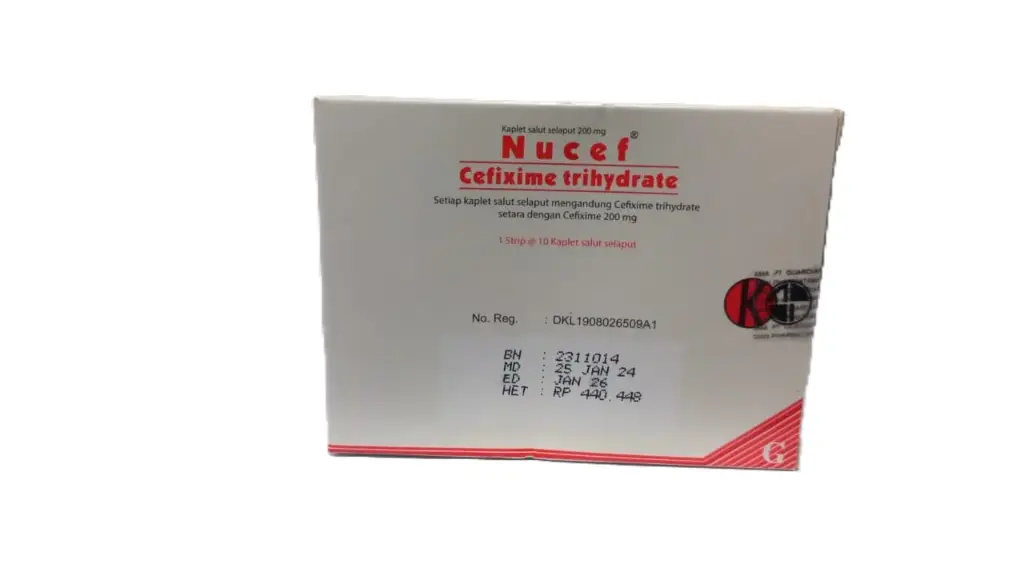 Kaplet salut selaput 200 mg
Nucef®
Cefixime trihydrate
Setiap kaplet salut selaput mengandung Cefixime trihydrate
setara dengan Cefixime 200 mg
1 Strip @ 10 Kaplet salut selaput
K
No. Reg. : DKL1908026509A1
BN : 2311014
MD : 25 JAN 24
ED : JAN 26
HET : RP 440.448
G